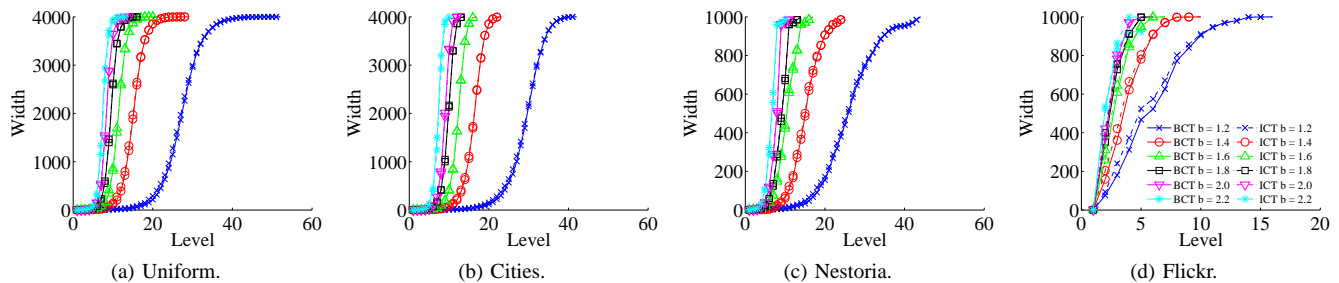 4000
3000
2000
1000
0
0
20
40
60
Width
Level
(a) Uniform.
4000
3000
2000
1000
0
0
20
40
60
Width
Level
(b) Cities.
1000
800
600
400
200
0
0
20
40
60
Width
Level
(c) Nestoria.
1000
800
600
400
200
0
0
5
10
15
20
Width
Level
BCT b = 1.2 ICT b = 1.2
BCT b = 1.4 ICT b = 1.4
BCT b = 1.6 ICT b = 1.6
BCT b = 1.8 ICT b = 1.8
BCT b = 2.0 ICT b = 2.0
BCT b = 2.2 ICT b = 2.2
(d) Flickr.